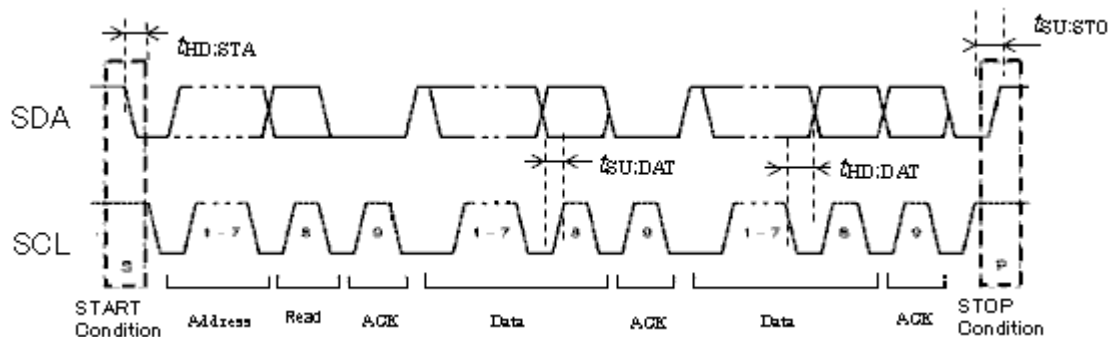 tHD:STA
tSU:STO
SDA
tSU:DAT
tHD:DAT
SCL
1-7
8
9
1-7
8
9
1-7
8
9
S
P
START
Condition
Address
Read
ACK
Data
ACK
Data
ACK
STOP
Condition